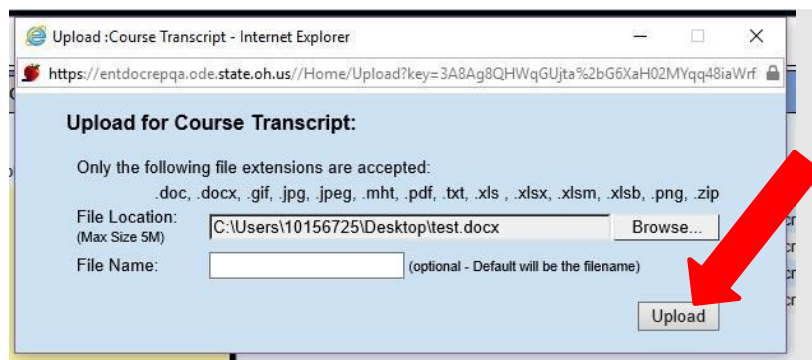 Upload :Course Transcript - Internet Explorer
https://entdocrepqa.ode.state.oh.us//Home/Upload?key=3A8Ag8QHWqGUjta%2bG6XaH02MYqq48iaWrf
Upload for Course Transcript:
Only the following file extensions are accepted:
.doc, .docx, .gif, .jpg, .jpeg, .mht, .pdf, .txt, .xls , .xlsx, .xlsm, .xlsb, .png, .zip
File Location:
(Max Size 5M)
C:\Users\10156725\Desktop\test.docx
Browse...
File Name:
(optional - Default will be the filename)
Upload